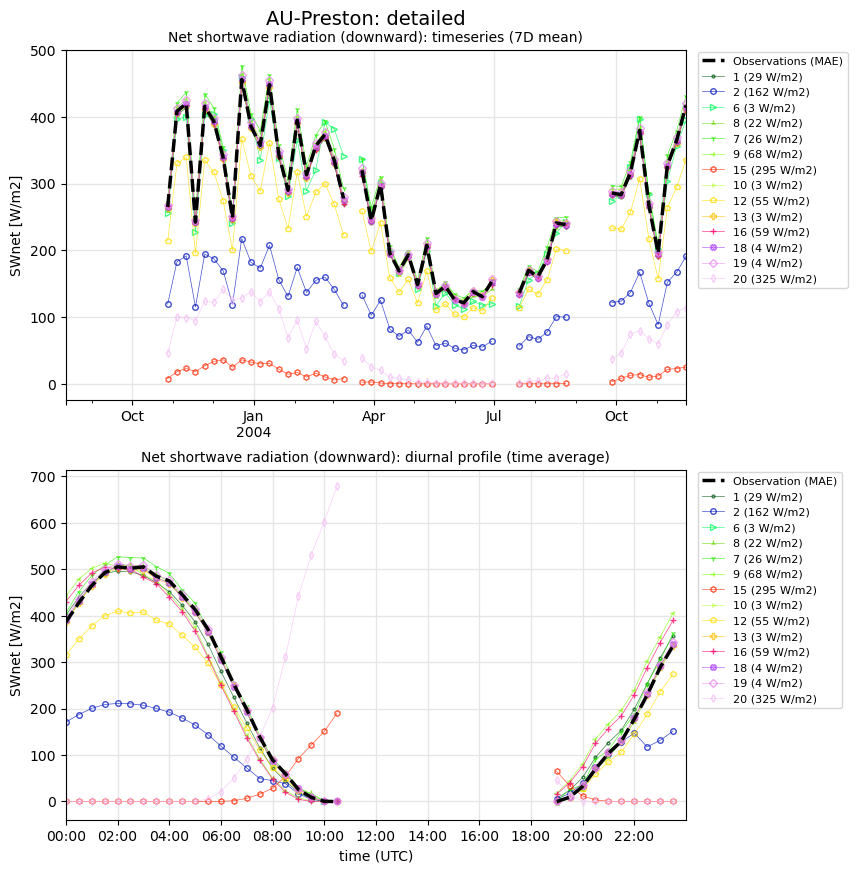 AU-Preston: detailed
Net shortwave radiation (downward): timeseries (7D mean)
500
400
300
200
100
0
SWnet [W/m2]
Oct
Jan
2004
Apr
Jul
Oct
Observations (MAE)
1 (29 W/m2)
2 (162 W/m2)
6 (3 W/m2)
8 (22 W/m2)
7 (26 W/m2)
9 (68 W/m2)
15 (295 W/m2)
10 (3 W/m2)
12 (55 W/m2)
13 (3 W/m2)
16 (59 W/m2)
18 (4 W/m2)
19 (4 W/m2)
20 (325 W/m2)
Net shortwave radiation (downward): diurnal profile (time average)
700
600
500
400
300
200
100
0
SWnet [W/m2]
00:00
02:00
04:00
06:00
08:00
10:00
12:00
14:00
16:00
18:00
20:00
22:00
time (UTC)
Observation (MAE)
1 (29 W/m2)
2 (162 W/m2)
6 (3 W/m2)
8 (22 W/m2)
7 (26 W/m2)
9 (68 W/m2)
15 (295 W/m2)
10 (3 W/m2)
12 (55 W/m2)
13 (3 W/m2)
16 (59 W/m2)
18 (4 W/m2)
19 (4 W/m2)
20 (325 W/m2)